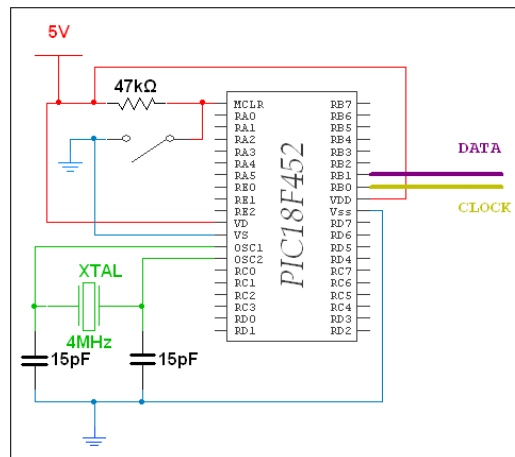 5V
47kΩ
MCLR
RA0
RA1
RA2
RA3
RA4
RA5
RE0
RE1
RE2
VD
VS
OSC1
OSC2
RC0
RC1
RC2
RC3
RD0
RD1
PIC18F452
RB7
RB6
RB5
RB4
RB3
RB2
RB1
RB0
VDD
Vss
RD7
RD6
RD5
RD4
RC7
RC6
RC5
RC4
RD3
RD2
DATA
CLOCK
XTAL
4MHz
15pF
15pF